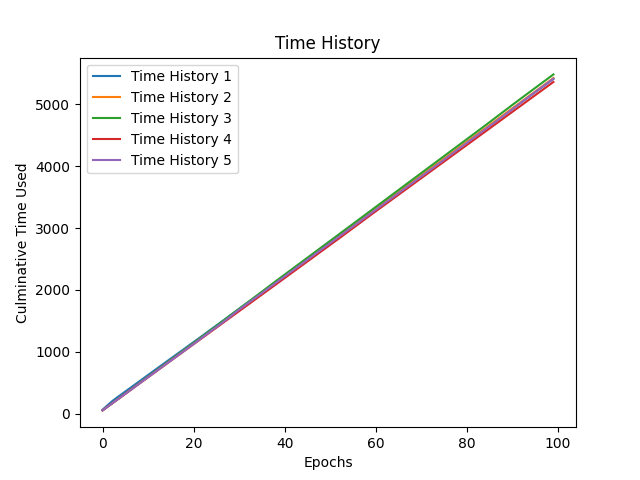 Time History
Time History 1
Time History 2
Time History 3
Time History 4
Time History 5
5000
4000
3000
2000
1000
0
Culminative Time Used
0 20 40 60 80 100
Epochs